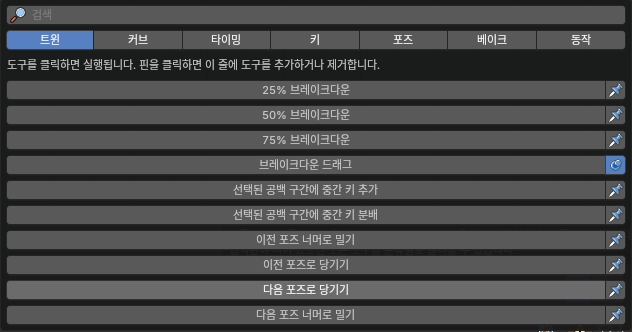 검색
트윈 커브 타이밍 키 포즈 베이크 동작
도구를 클릭하면 실행됩니다. 핀을 클릭하면 이 줄에 도구를 추가하거나 제거합니다.
25% 브레이크다운
50% 브레이크다운
75% 브레이크다운
브레이크다운 드래그
선택된 공백 구간에 중간 키 추가
선택된 공백 구간에 중간 키 분배
이전 포즈 너머로 밀기
이전 포즈로 당기기
다음 포즈로 당기기
다음 포즈 너머로 밀기